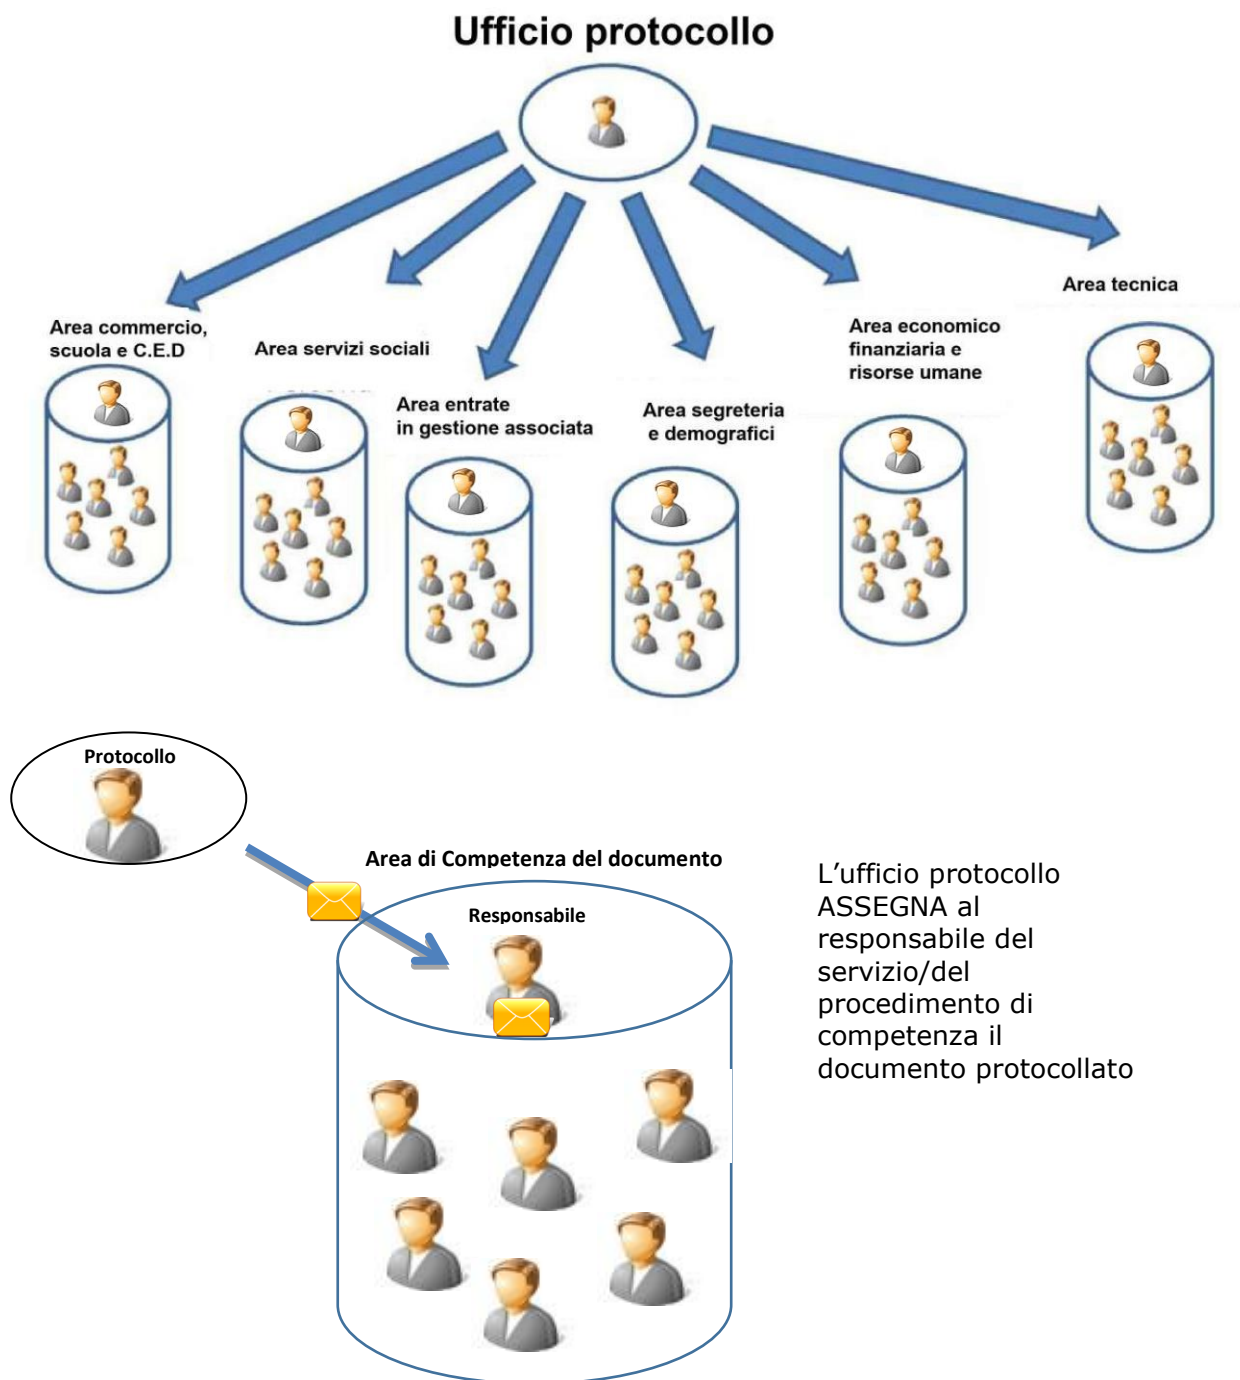 Ufficio protocollo
Area commercio,
scuola e C.E.D
Area servizi sociali
Area entrate
in gestione associata
Area segreteria
e demografici
Area economico
finanziaria e
risorse umane
Area tecnica
Protocollo
Area di Competenza del documento
Responsabile
L'ufficio protocollo
ASSEGNA al
responsabile del
servizio/del
procedimento di
competenza il
documento protocollato